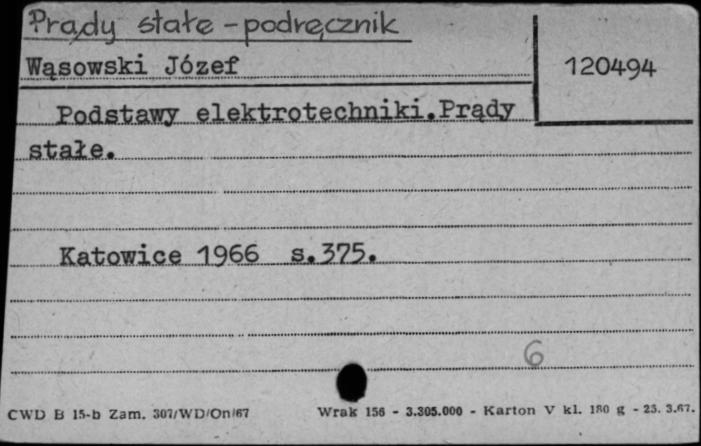 Prądy stałe - podręcznik
Wąsowski Józef
120494
Podstawy elektrotechniki. Prądy
stałe.
Katowice 1966 s. 375.
6
CWD B 15-b Zam. 307/WD/On/67
Wrak 156 - 3.305.000 - Karton V kl. 180 g - 23. 3.67.